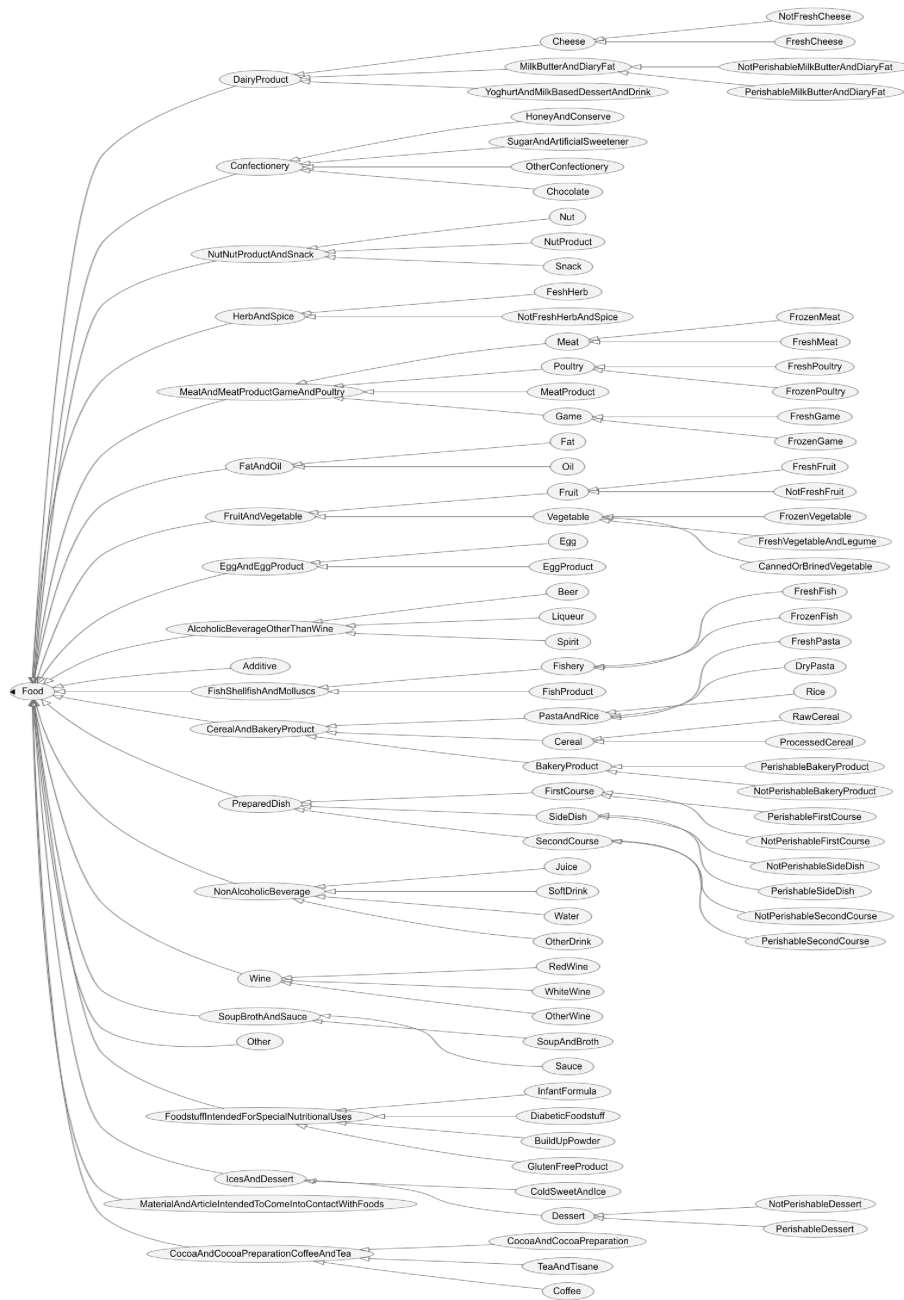 NotFreshCheese
Cheese
FreshCheese
MilkButterAndDiaryFat
NotPerishableMilkButterAndDiaryFat
DairyProduct
YoghurtAndMilkBasedDessertAndDrink
PerishableMilkButterAndDiaryFat
HoneyAndConserve
SugarAndArtificialSweetener
Confectionery
OtherConfectionery
Chocolate
Nut
NutProduct
NutNutProductAndSnack
Snack
FeshHerb
HerbAndSpice
NotFreshHerbAndSpice
FrozenMeat
Meat
FreshMeat
Poultry
FreshPoultry
MeatAndMeatProductGameAndPoultry
MeatProduct
FrozenPoultry
Game
FreshGame
Fat
FrozenGame
FatAndOil
Oil
FreshFruit
Fruit
NotFreshFruit
FruitAndVegetable
Vegetable
FrozenVegetable
Egg
FreshVegetableAndLegume
EggAndEggProduct
EggProduct
CannedOrBrinedVegetable
Beer
FreshFish
Liqueur
FrozenFish
AlcoholicBeverageOtherThanWine
Spirit
FreshPasta
Additive
Fishery
DryPasta
Food
FishShellfishAndMolluscs
FishProduct
Rice
PastaAndRice
RawCereal
CerealAndBakeryProduct
Cereal
ProcessedCereal
BakeryProduct
PerishableBakeryProduct
FirstCourse
NotPerishableBakeryProduct
PreparedDish
SideDish
PerishableFirstCourse
SecondCourse
NotPerishableFirstCourse
Juice
NotPerishableSideDish
NonAlcoholicBeverage
SoftDrink
PerishableSideDish
Water
NotPerishableSecondCourse
OtherDrink
PerishableSecondCourse
RedWine
Wine
WhiteWine
OtherWine
SoupBrothAndSauce
Other
SoupAndBroth
Sauce
InfantFormula
FoodstuffIntendedForSpecialNutritionalUses
DiabeticFoodstuff
BuildUpPowder
GlutenFreeProduct
IcesAndDessert
ColdSweetAndIce
MaterialAndArticleIntendedToComeIntoContactWithFoods
NotPerishableDessert
Dessert
PerishableDessert
CocoaAndCocoaPreparation
CocoaAndCocoaPreparationCoffeeAndTea
TeaAndTisane
Coffee